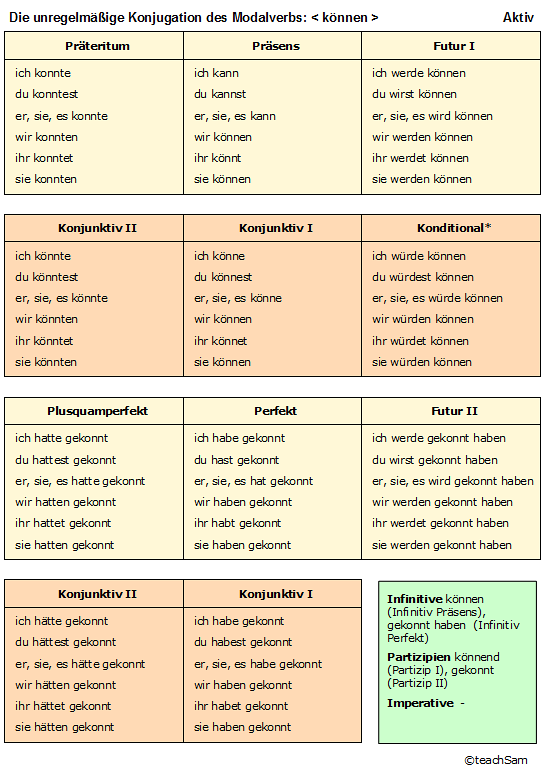 Die unregelmäßige Konjugation des Modalverbs: < können > Aktiv
Präteritum Präsens Futur I
ich konnte ich kann ich werde können
du konntest du kannst du wirst können
er, sie, es konnte er, sie, es kann er, sie, es wird können
wir konnten wir können wir werden können
ihr konntet ihr könnt ihr werdet können
sie konnten sie können sie werden können
Konjunktiv II Konjunktiv I Konditional*
ich könnte ich könne ich würde können
du könntest du könnest du würdest können
er, sie, es könnte er, sie, es könne er, sie, es würde können
wir könnten wir können wir würden können
ihr könntet ihr könnet ihr würdet können
sie könnten sie können sie würden können
Plusquamperfekt Perfekt Futur II
ich hatte gekonnt ich habe gekonnt ich werde gekonnt haben
du hattest gekonnt du hast gekonnt du wirst gekonnt haben
er, sie, es hatte gekonnt er, sie, es hat gekonnt er, sie, es wird gekonnt haben
wir hatten gekonnt wir haben gekonnt wir werden gekonnt haben
ihr hattet gekonnt ihr habt gekonnt ihr werdet gekonnt haben
sie hatten gekonnt sie haben gekonnt sie werden gekonnt haben
Konjunktiv II Konjunktiv I
ich hätte gekonnt ich habe gekonnt
du hättest gekonnt du habest gekonnt
er, sie, es hätte gekonnt er, sie, es habe gekonnt
wir hätten gekonnt wir haben gekonnt
ihr hättet gekonnt ihr habet gekonnt
sie hätten gekonnt sie haben gekonnt
Infinitive können
(Infinitiv Präsens),
gekonnt haben (Infinitiv
Perfekt)
Partizipien könnend
(Partizip I), gekonnt
(Partizip II)
Imperative -
©teachSam